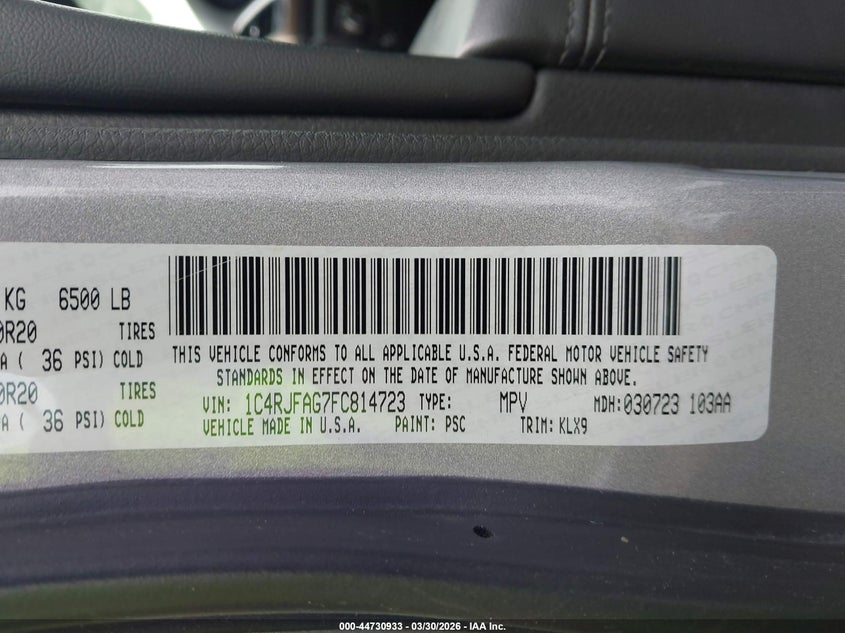 KG 6500 LB
0R20 TIRES
A ( 36 PSI) COLD
0R20 TIRES
A ( 36 PSI) COLD
THIS VEHICLE CONFORMS TO ALL APPLICABLE U.S.A. FEDERAL MOTOR VEHICLE SAFETY
STANDARDS IN EFFECT ON THE DATE OF MANUFACTURE SHOWN ABOVE.
VIN: 1C4RJFAG7FC814723 TYPE: MPV MDH:030723 103AA
VEHICLE MADE IN U.S.A. PAINT: PSC TRIM: KLX9
000-44730933 - 03/30/2026 - IAA Inc.